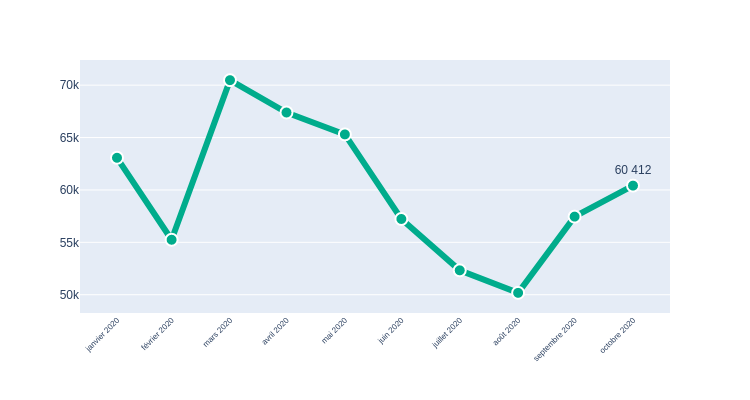 70k
65k
60k
55k
50k
60 412
janvier 2020
février 2020
mars 2020
avril 2020
mai 2020
juin 2020
juillet 2020
août 2020
septembre 2020
octobre 2020